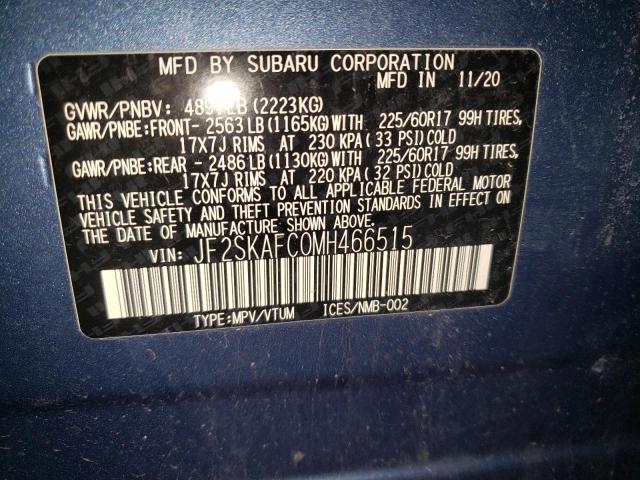 MFD BY SUBARU CORPORATION
MFD IN 11/20
GVWR/PNBV: LB (2223KG)
GAWR/PNBE:FRONT- 2563 LB (1165KG) WITH 225/60R17 99H TIRES,
17X7J RIMS AT 230 KPA (33 PSI) COLD
GAWR/PNBE:REAR - 2486 LB (1130KG) WITH 225/60R17 99H TIRES,
17X7J RIMS AT 220 KPA (32 PSI) COLD
THIS VEHICLE CONFORMS TO ALL APPLICABLE FEDERAL MOTOR
VEHICLE SAFETY AND THEFT PREVENTION STANDARDS IN EFFECT ON
THE DATE OF MANUFACTURE SHOWN ABOVE.
VIN: JF2SKAFC0MH466515
TYPE:MPV/VTUM ICES/NMB-002